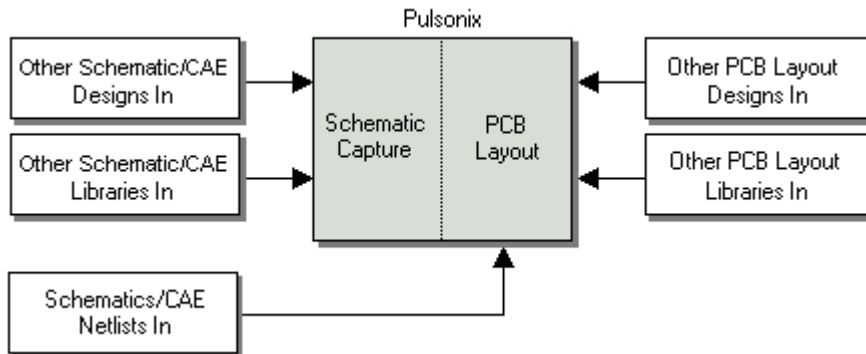 Pulsonix
Other Schematic/CAE
Designs In
Other Schematic/CAE
Libraries In
Schematic
Capture
PCB
Layout
Other PCB Layout
Designs In
Other PCB Layout
Libraries In
Schematics/CAE
Netlists In